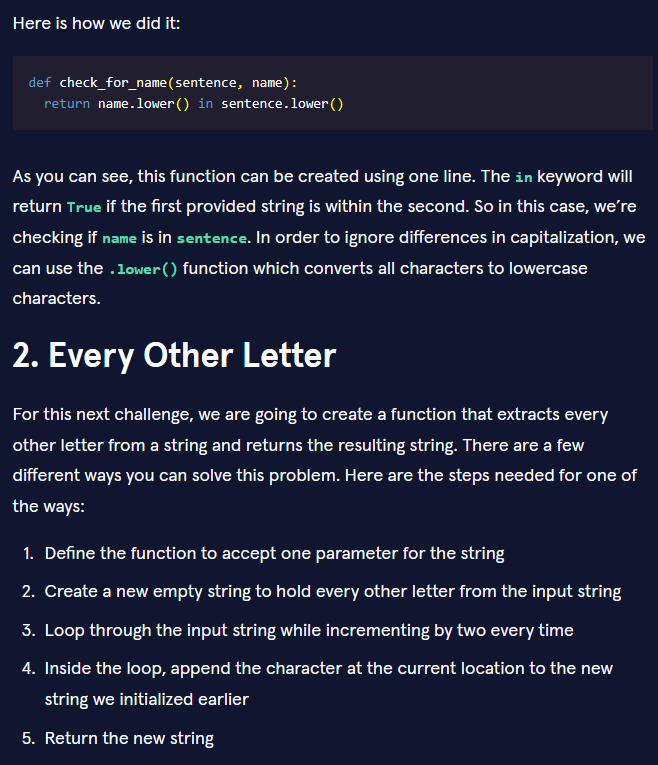 Here is how we did it:
def check_for_name(sentence, name):
  return name.lower() in sentence.lower()
As you can see, this function can be created using one line. The in keyword will
return True if the first provided string is within the second. So in this case, we’re
checking if name is in sentence. In order to ignore differences in capitalization, we
can use the .lower() function which converts all characters to lowercase
characters.
2. Every Other Letter
For this next challenge, we are going to create a function that extracts every
other letter from a string and returns the resulting string. There are a few
different ways you can solve this problem. Here are the steps needed for one of
the ways:
1. Define the function to accept one parameter for the string
2. Create a new empty string to hold every other letter from the input string
3. Loop through the input string while incrementing by two every time
4. Inside the loop, append the character at the current location to the new
string we initialized earlier
5. Return the new string